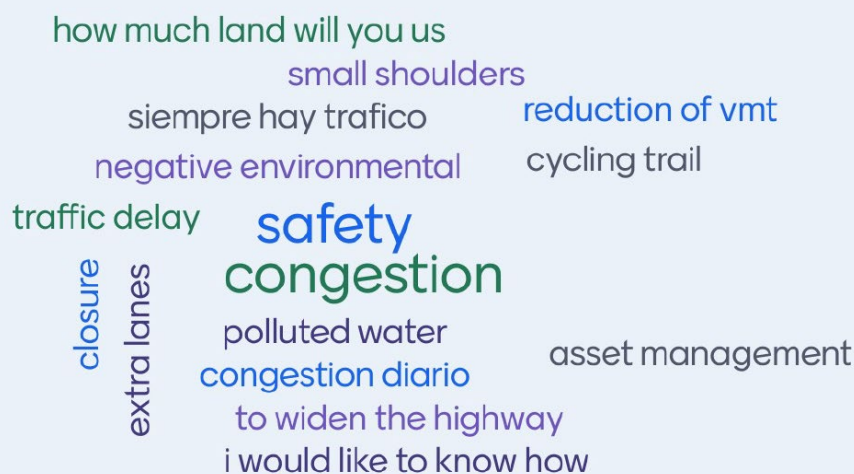 how much land will you us
small shoulders
siempre hay trafico
reduction of vmt
negative environmental
cycling trail
traffic delay
safety
closure
extra lanes
congestion
polluted water
asset management
congestion diario
to widen the highway
i would like to know how